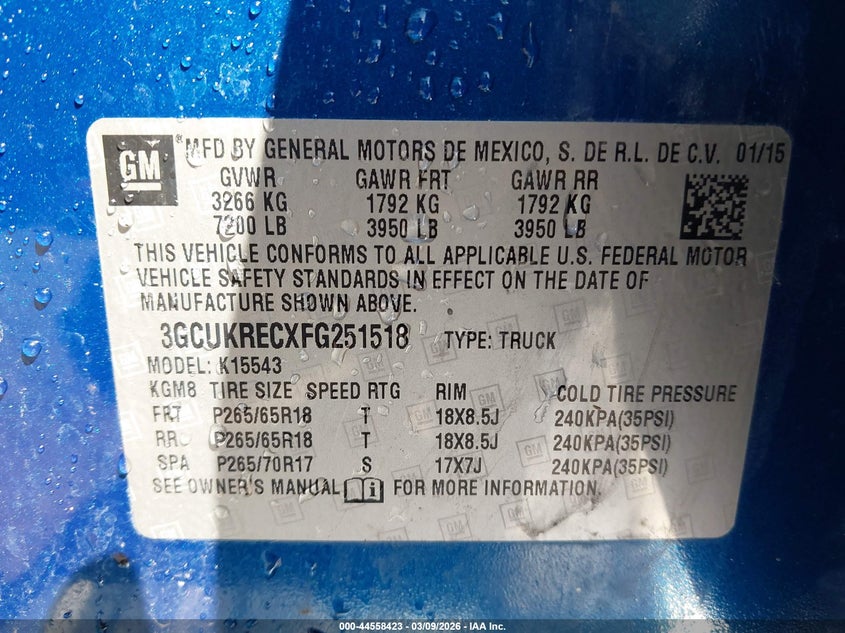 GM ® MFD BY GENERAL MOTORS DE MEXICO, S. DE R.L. DE C.V. 01/15
GVWR GAWR FRT GAWR RR
3266 KG 1792 KG 1792 KG
7200 LB 3950 LB 3950 LB
THIS VEHICLE CONFORMS TO ALL APPLICABLE U.S. FEDERAL MOTOR
VEHICLE SAFETY STANDARDS IN EFFECT ON THE DATE OF
MANUFACTURE SHOWN ABOVE.
3GCUKRECXFG251518 TYPE: TRUCK
MODEL: K15543
KGM8 TIRE SIZE SPEED RTG RIM COLD TIRE PRESSURE
FRT P265/65R18 T 18X8.5J 240KPA(35PSI)
RR P265/65R18 T 18X8.5J 240KPA(35PSI)
SPA P265/70R17 S 17X7J 240KPA(35PSI)
SEE OWNER'S MANUAL FOR MORE INFORMATION.
000-44558423 - 03/09/2026 - IAA Inc.